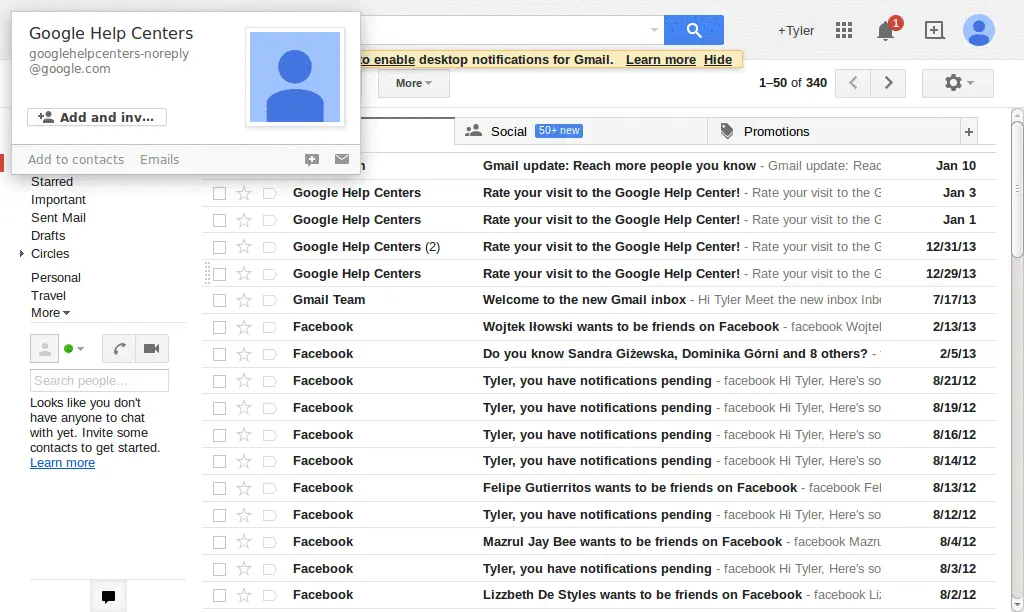 Google Help Centers
googlehelpcenters-noreply
@google.com
Add and inv...
Add to contacts Emails
+Tyler
1
to enable desktop notifications for Gmail. Learn more Hide
More
1–50 of 340
Social 50+ new
Promotions
+
Starred
Important
Sent Mail
Drafts
Circles
Personal
Travel
More
Search people...
Looks like you don't
have anyone to chat
with yet. Invite some
contacts to get started.
Learn more
Gmail update: Reach more people you know - Gmail update: Reac Jan 10
Google Help Centers Rate your visit to the Google Help Center! - Rate your visit to the Jan 3
Google Help Centers Rate your visit to the Google Help Center! - Rate your visit to the Jan 1
Google Help Centers (2) Rate your visit to the Google Help Center! - Rate your visit to the 12/31/13
Google Help Centers Rate your visit to the Google Help Center! - Rate your visit to the 12/29/13
Gmail Team Welcome to the new Gmail inbox - Hi Tyler Meet the new inbox Inbo 7/17/13
Facebook Wojtek Iłowski wants to be friends on Facebook - facebook Wojtek 2/13/13
Facebook Do you know Sandra Giżewska, Dominika Górni and 8 others? - 2/5/13
Facebook Tyler, you have notifications pending - facebook Hi Tyler, Here's so 8/21/12
Facebook Tyler, you have notifications pending - facebook Hi Tyler, Here's so 8/19/12
Facebook Tyler, you have notifications pending - facebook Hi Tyler, Here's so 8/16/12
Facebook Tyler, you have notifications pending - facebook Hi Tyler, Here's so 8/14/12
Facebook Felipe Gutierritos wants to be friends on Facebook - facebook Fel 8/13/12
Facebook Tyler, you have notifications pending - facebook Hi Tyler, Here's so 8/12/12
Facebook Mazrul Jay Bee wants to be friends on Facebook - facebook Mazru 8/4/12
Facebook Tyler, you have notifications pending - facebook Hi Tyler, Here's so 8/3/12
Facebook Lizzbeth De Styles wants to be friends on Facebook - facebook Liz 8/2/12